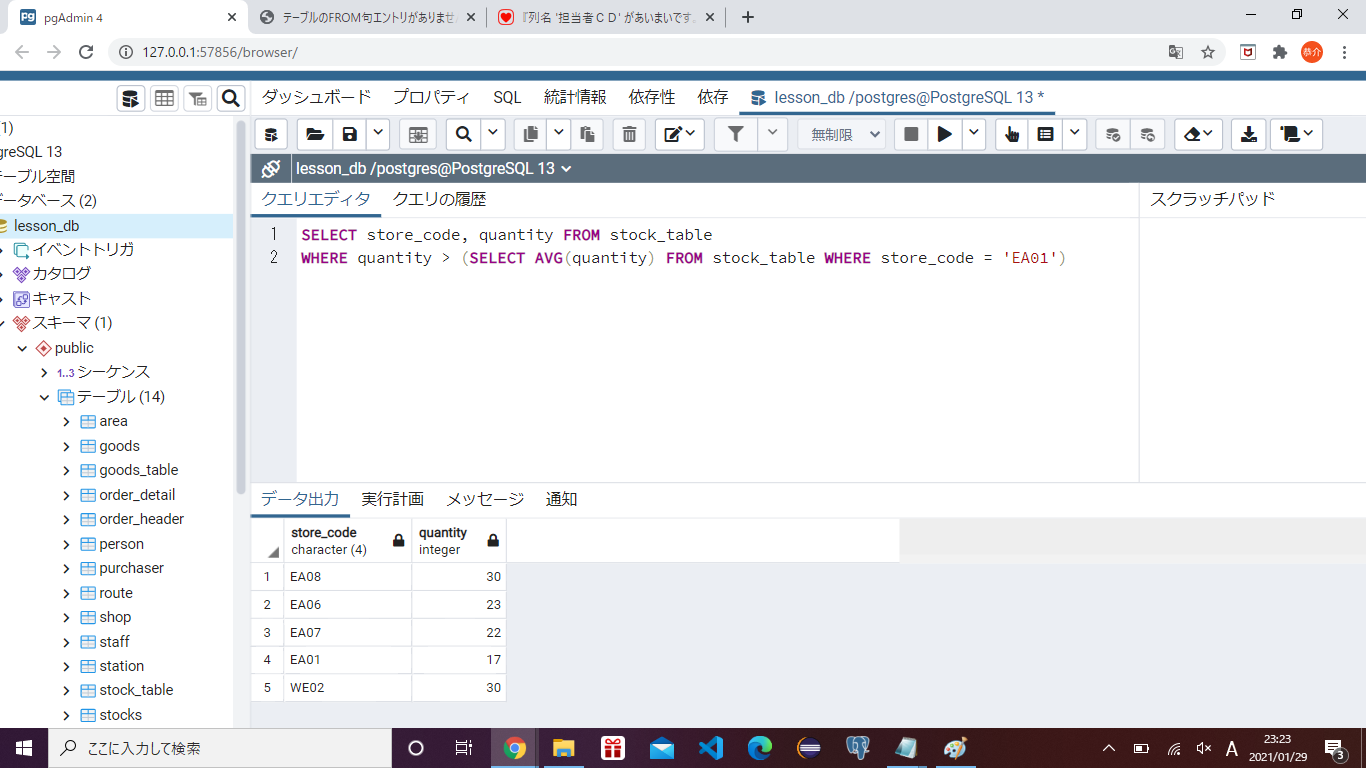 pgAdmin 4
テーブルのFROM句エントリがありませ
『列名 '担当者ＣＤ' があいまいです。
127.0.0.1:57856/browser/
恭介
ダッシュボード プロパティ SQL 統計情報 依存性 依存 lesson_db /postgres@PostgreSQL 13 *
無制限
lesson_db /postgres@PostgreSQL 13
クエリエディタ クエリの履歴 スクラッチパッド
1 SELECT store_code, quantity FROM stock_table
2 WHERE quantity > (SELECT AVG(quantity) FROM stock_table WHERE store_code = 'EA01')
(1)
greSQL 13
テーブル空間
データベース (2)
lesson_db
イベントトリガ
カタログ
キャスト
スキーマ (1)
public
1..3 シーケンス
テーブル (14)
area
goods
goods_table
order_detail
order_header
person
purchaser
route
shop
staff
station
stock_table
stocks
データ出力 実行計画 メッセージ 通知
store_code quantity
character (4) integer
1 EA08 30
2 EA06 23
3 EA07 22
4 EA01 17
5 WE02 30
ここに入力して検索
A
23:23
2021/01/29
3